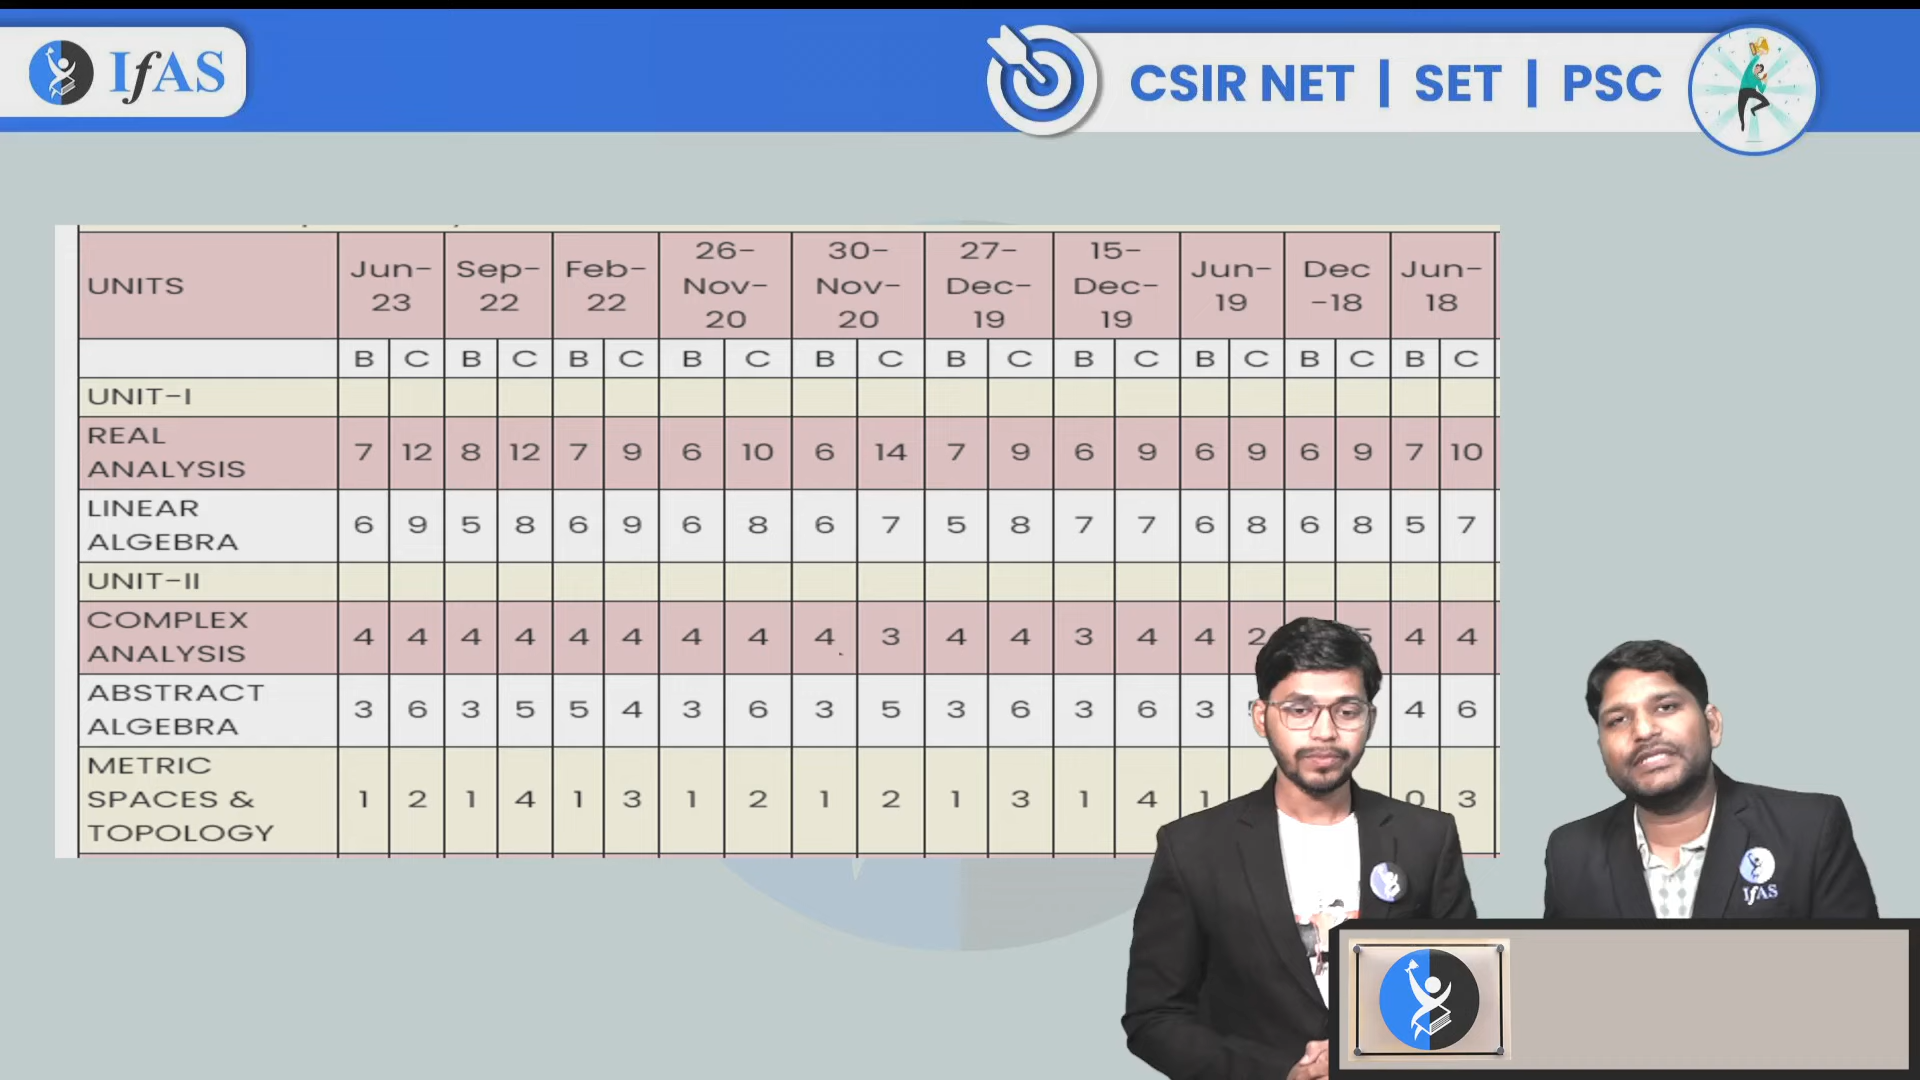 IfAS
CSIR NET | SET | PSC
UNITS Jun-23 Sep-22 Feb-22 26-Nov-20 30-Nov-20 27-Dec-19 15-Dec-19 Jun-19 Dec-18 Jun-18
B C B C B C B C B C B C B C B C B C B C
UNIT-I
REAL ANALYSIS 7 12 8 12 7 9 6 10 6 14 7 9 6 9 6 9 6 9 7 10
LINEAR ALGEBRA 6 9 5 8 6 9 6 8 6 7 5 8 7 7 6 8 6 8 5 7
UNIT-II
COMPLEX ANALYSIS 4 4 4 4 4 4 4 4 4 3 4 4 3 4 4 2 4 4
ABSTRACT ALGEBRA 3 6 3 5 5 4 3 6 3 5 3 6 3 6 3 4 6
METRIC SPACES & TOPOLOGY 1 2 1 4 1 3 1 2 1 2 1 3 1 4 1 0 3
IfAS